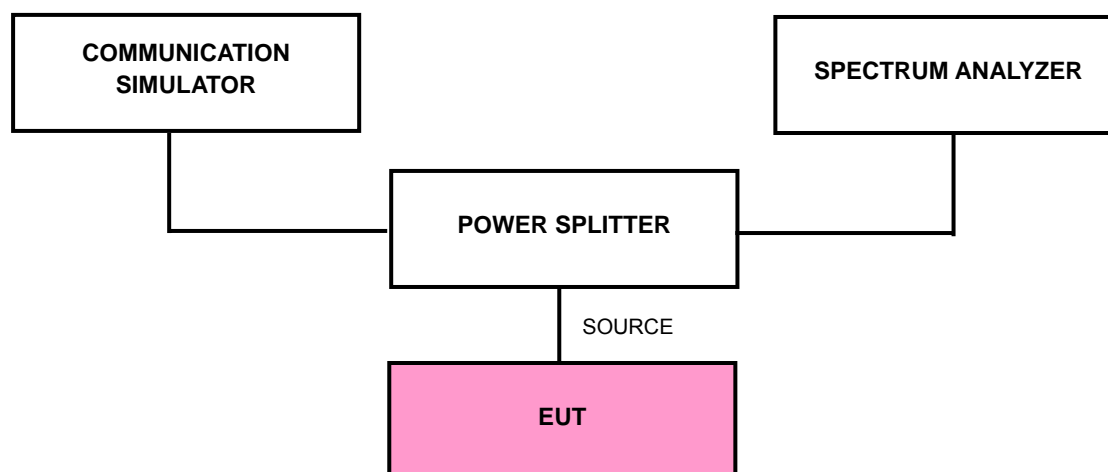 COMMUNICATION
SIMULATOR
SPECTRUM ANALYZER
POWER SPLITTER
SOURCE
EUT